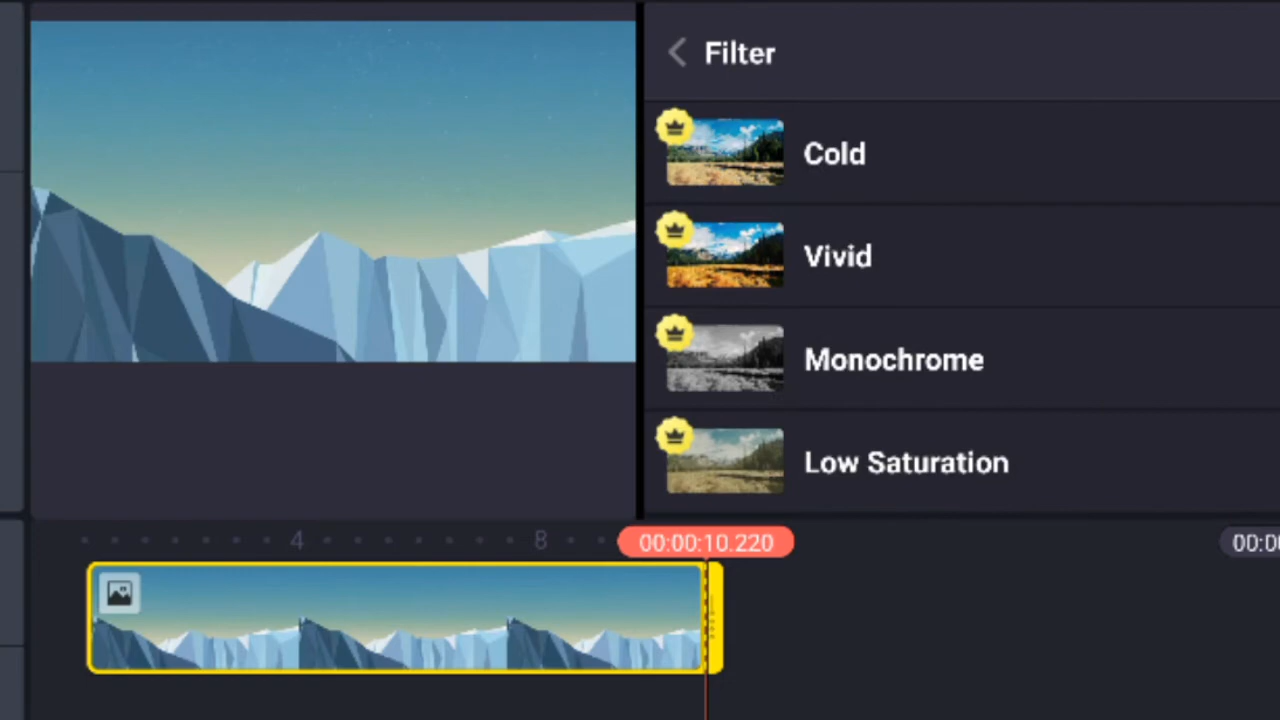 Filter
Cold
Vivid
Monochrome
Low Saturation
4
8
00:00:10.220
00:0